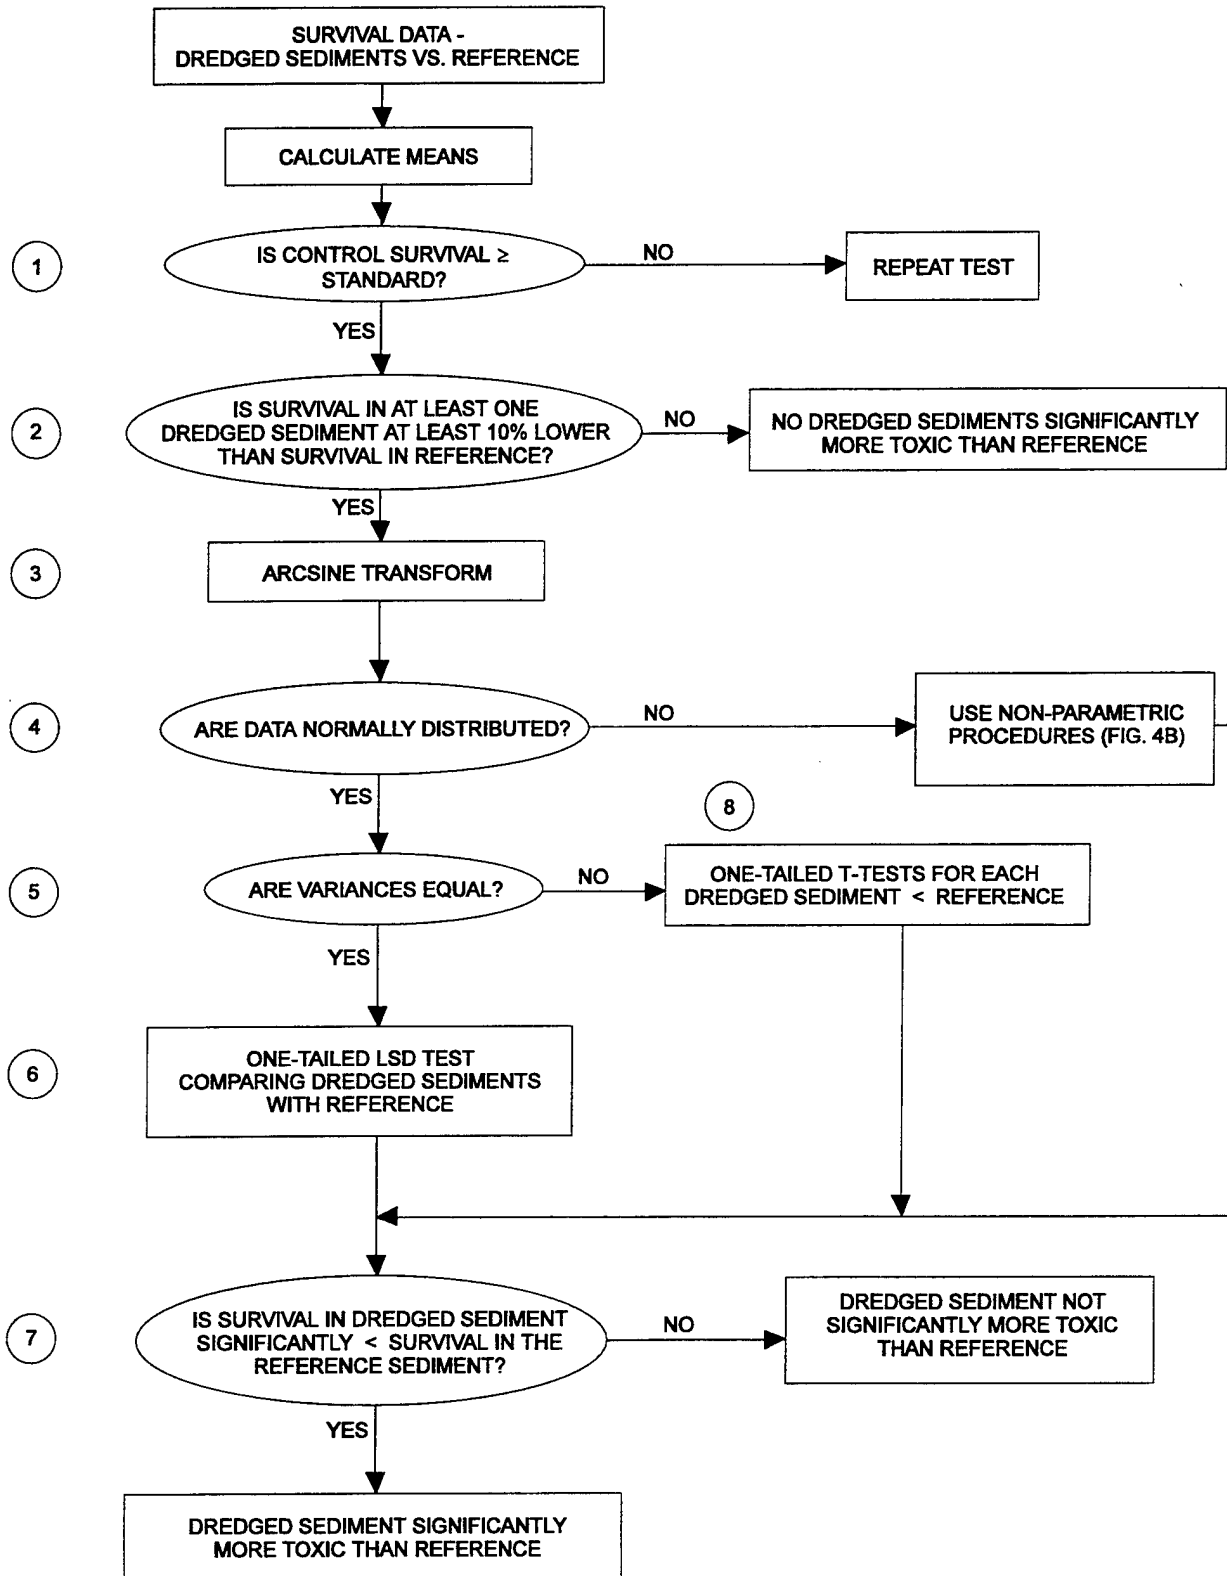 SURVIVAL DATA -
DREDGED SEDIMENTS VS. REFERENCE
CALCULATE MEANS
1
IS CONTROL SURVIVAL ≥
STANDARD?
NO
REPEAT TEST
YES
2
IS SURVIVAL IN AT LEAST ONE
DREDGED SEDIMENT AT LEAST 10% LOWER
THAN SURVIVAL IN REFERENCE?
NO
NO DREDGED SEDIMENTS SIGNIFICANTLY
MORE TOXIC THAN REFERENCE
YES
3
ARCSINE TRANSFORM
4
ARE DATA NORMALLY DISTRIBUTED?
NO
USE NON-PARAMETRIC
PROCEDURES (FIG. 4B)
YES
8
5
ARE VARIANCES EQUAL?
NO
ONE-TAILED T-TESTS FOR EACH
DREDGED SEDIMENT < REFERENCE
YES
6
ONE-TAILED LSD TEST
COMPARING DREDGED SEDIMENTS
WITH REFERENCE
7
IS SURVIVAL IN DREDGED SEDIMENT
SIGNIFICANTLY < SURVIVAL IN THE
REFERENCE SEDIMENT?
NO
DREDGED SEDIMENT NOT
SIGNIFICANTLY MORE TOXIC
THAN REFERENCE
YES
DREDGED SEDIMENT SIGNIFICANTLY
MORE TOXIC THAN REFERENCE